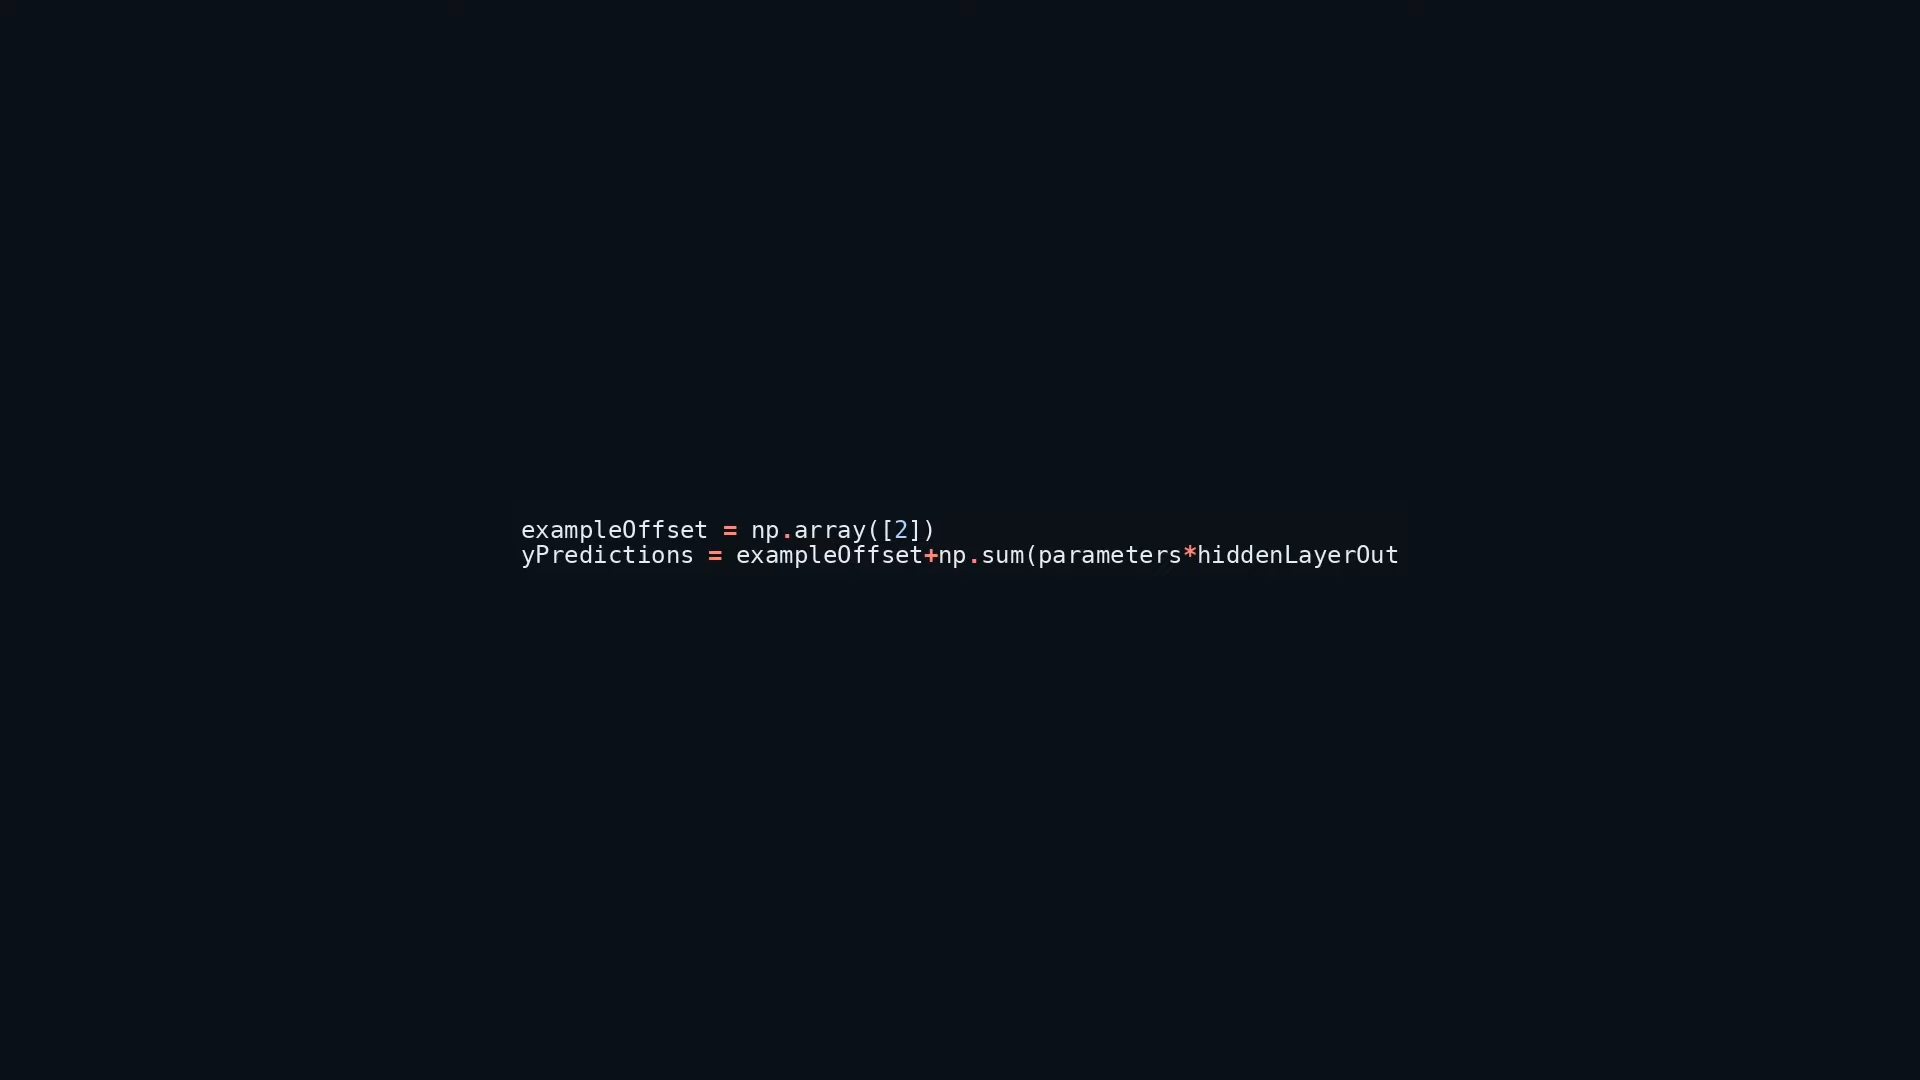 exampleOffset = np.array([2])
yPredictions = exampleOffset+np.sum(parameters*hiddenLayerOut